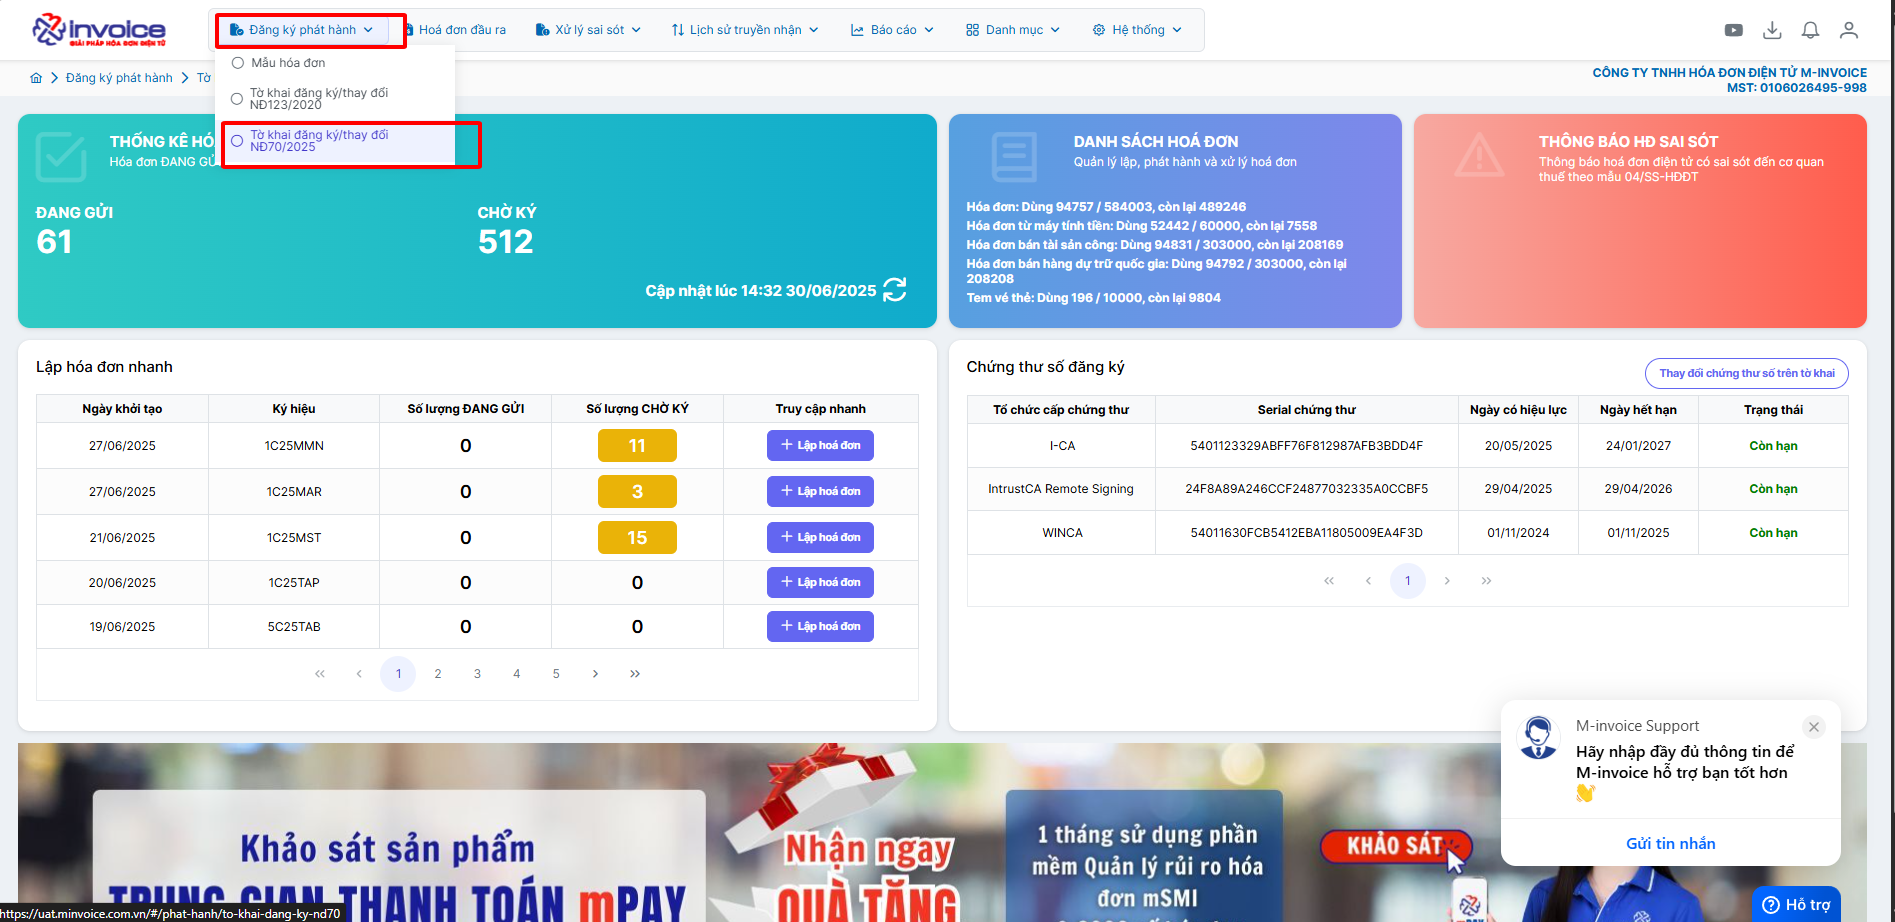 invoice
GIẢI PHÁP HÓA ĐƠN ĐIỆN TỬ
Đăng ký phát hành
Hoá đơn đầu ra
Xử lý sai sót
Lịch sử truyền nhận
Báo cáo
Danh mục
Hệ thống
Mẫu hóa đơn
Tờ khai đăng ký/thay đổi
NĐ123/2020
Tờ khai đăng ký/thay đổi
NĐ70/2025
Đăng ký phát hành
Tờ
CÔNG TY TNHH HÓA ĐƠN ĐIỆN TỬ M-INVOICE
MST: 0106026495-998
THỐNG KÊ HÓ
Hóa đơn ĐANG GỬ
ĐANG GỬI
61
CHỜ KÝ
512
Cập nhật lúc 14:32 30/06/2025
DANH SÁCH HOÁ ĐƠN
Quản lý lập, phát hành và xử lý hoá đơn
Hóa đơn: Dùng 94757 / 584003, còn lại 489246
Hóa đơn từ máy tính tiền: Dùng 52442 / 60000, còn lại 7558
Hóa đơn bán tài sản công: Dùng 94831 / 303000, còn lại 208169
Hóa đơn bán hàng dự trữ quốc gia: Dùng 94792 / 303000, còn lại
208208
Tem vé thẻ: Dùng 196 / 10000, còn lại 9804
THÔNG BÁO HĐ SAI SÓT
Thông báo hoá đơn điện tử có sai sót đến cơ quan
thuế theo mẫu 04/SS-HĐĐT
Lập hóa đơn nhanh
Ngày khởi tạo Ký hiệu Số lượng ĐANG GỬI Số lượng CHỜ KÝ Truy cập nhanh
27/06/2025 1C25MMN 0 11 + Lập hoá đơn
27/06/2025 1C25MAR 0 3 + Lập hoá đơn
21/06/2025 1C25MST 0 15 + Lập hoá đơn
20/06/2025 1C25TAP 0 0 + Lập hoá đơn
19/06/2025 5C25TAB 0 0 + Lập hoá đơn
« ‹ 1 2 3 4 5 › »
Chứng thư số đăng ký
Thay đổi chứng thư số trên tờ khai
Tổ chức cấp chứng thư Serial chứng thư Ngày có hiệu lực Ngày hết hạn Trạng thái
I-CA 5401123329ABFF76F812987AFB3BDD4F 20/05/2025 24/01/2027 Còn hạn
IntrustCA Remote Signing 24F8A89A246CCF24877032335A0CCBF5 29/04/2025 29/04/2026 Còn hạn
WINCA 54011630FCB5412EBA11805009EA4F3D 01/11/2024 01/11/2025 Còn hạn
« ‹ 1 › »
M-invoice Support
Hãy nhập đầy đủ thông tin để
M-invoice hỗ trợ bạn tốt hơn
👋
Gửi tin nhắn
Khảo sát sản phẩm
TRUNG GIAN THANH TOÁN mPAY
Nhận ngay
QUÀ TẶNG
1 tháng sử dụng phần
mềm Quản lý rủi ro hóa
đơn mSMI
KHẢO SÁT
Hỗ trợ
https://uat.minvoice.com.vn/#/phat-hanh/to-khai-dang-ky-nd70